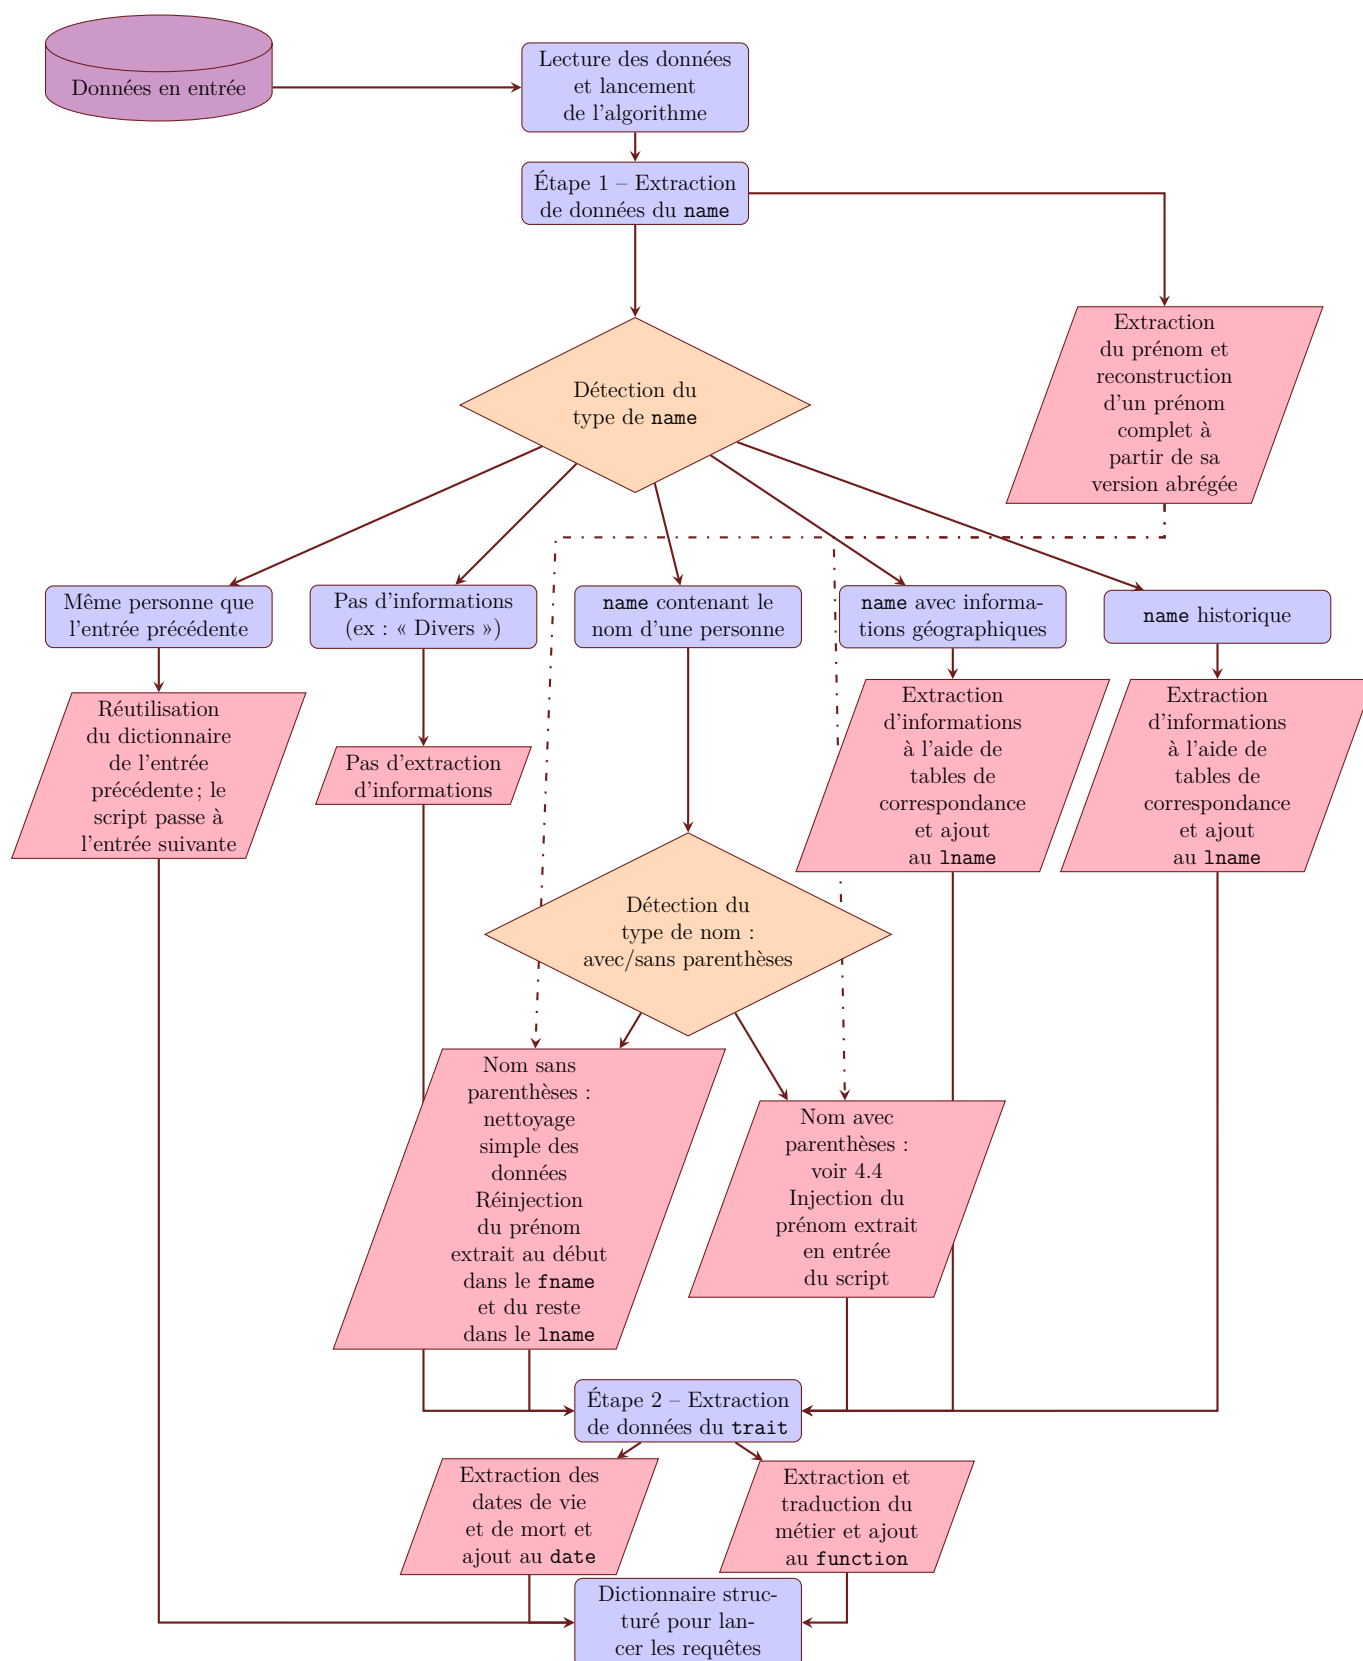 Données en entrée
Lecture des données
et lancement
de l'algorithme
Étape 1 – Extraction
de données du name
Extraction
du prénom et
reconstruction
d'un prénom
complet à
partir de sa
version abrégée
Détection du
type de name
Même personne que
l'entrée précédente
Pas d'informations
(ex : « Divers »)
name contenant le
nom d'une personne
name avec informa-
tions géographiques
name historique
Réutilisation
du dictionnaire
de l'entrée
précédente ; le
script passe à
l'entrée suivante
Pas d'extraction
d'informations
Extraction
d'informations
à l'aide de
tables de
correspondance
et ajout
au lname
Extraction
d'informations
à l'aide de
tables de
correspondance
et ajout
au lname
Détection du
type de nom :
avec/sans parenthèses
Nom sans
parenthèses :
nettoyage
simple des
données
Réinjection
du prénom
extrait au début
dans le fname
et du reste
dans le lname
Nom avec
parenthèses :
voir 4.4
Injection du
prénom extrait
en entrée
du script
Étape 2 – Extraction
de données du trait
Extraction des
dates de vie
et de mort et
ajout au date
Extraction et
traduction du
métier et ajout
au function
Dictionnaire struc-
turé pour lan-
cer les requêtes